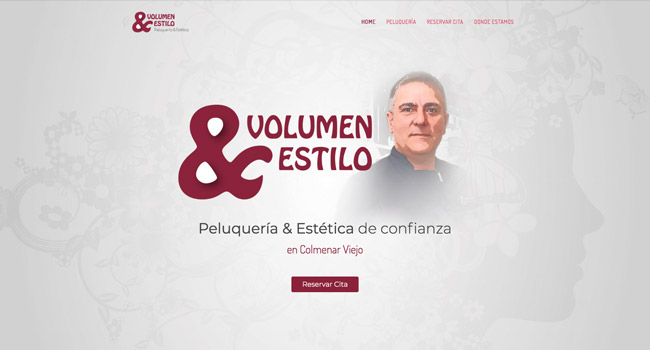 & VOLUMEN
ESTILO
Peluquería & Estética
HOME PELUQUERÍA RESERVAR CITA DONDE ESTAMOS
& VOLUMEN
ESTILO
Peluquería & Estética de confianza
en Colmenar Viejo
Reservar Cita